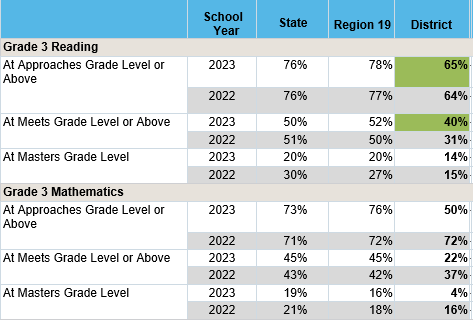 School Year State Region 19 District
Grade 3 Reading
At Approaches Grade Level or Above 2023 76% 78% 65%
2022 76% 77% 64%
At Meets Grade Level or Above 2023 50% 52% 40%
2022 51% 50% 31%
At Masters Grade Level 2023 20% 20% 14%
2022 30% 27% 15%
Grade 3 Mathematics
At Approaches Grade Level or Above 2023 73% 76% 50%
2022 71% 72% 72%
At Meets Grade Level or Above 2023 45% 45% 22%
2022 43% 42% 37%
At Masters Grade Level 2023 19% 16% 4%
2022 21% 18% 16%